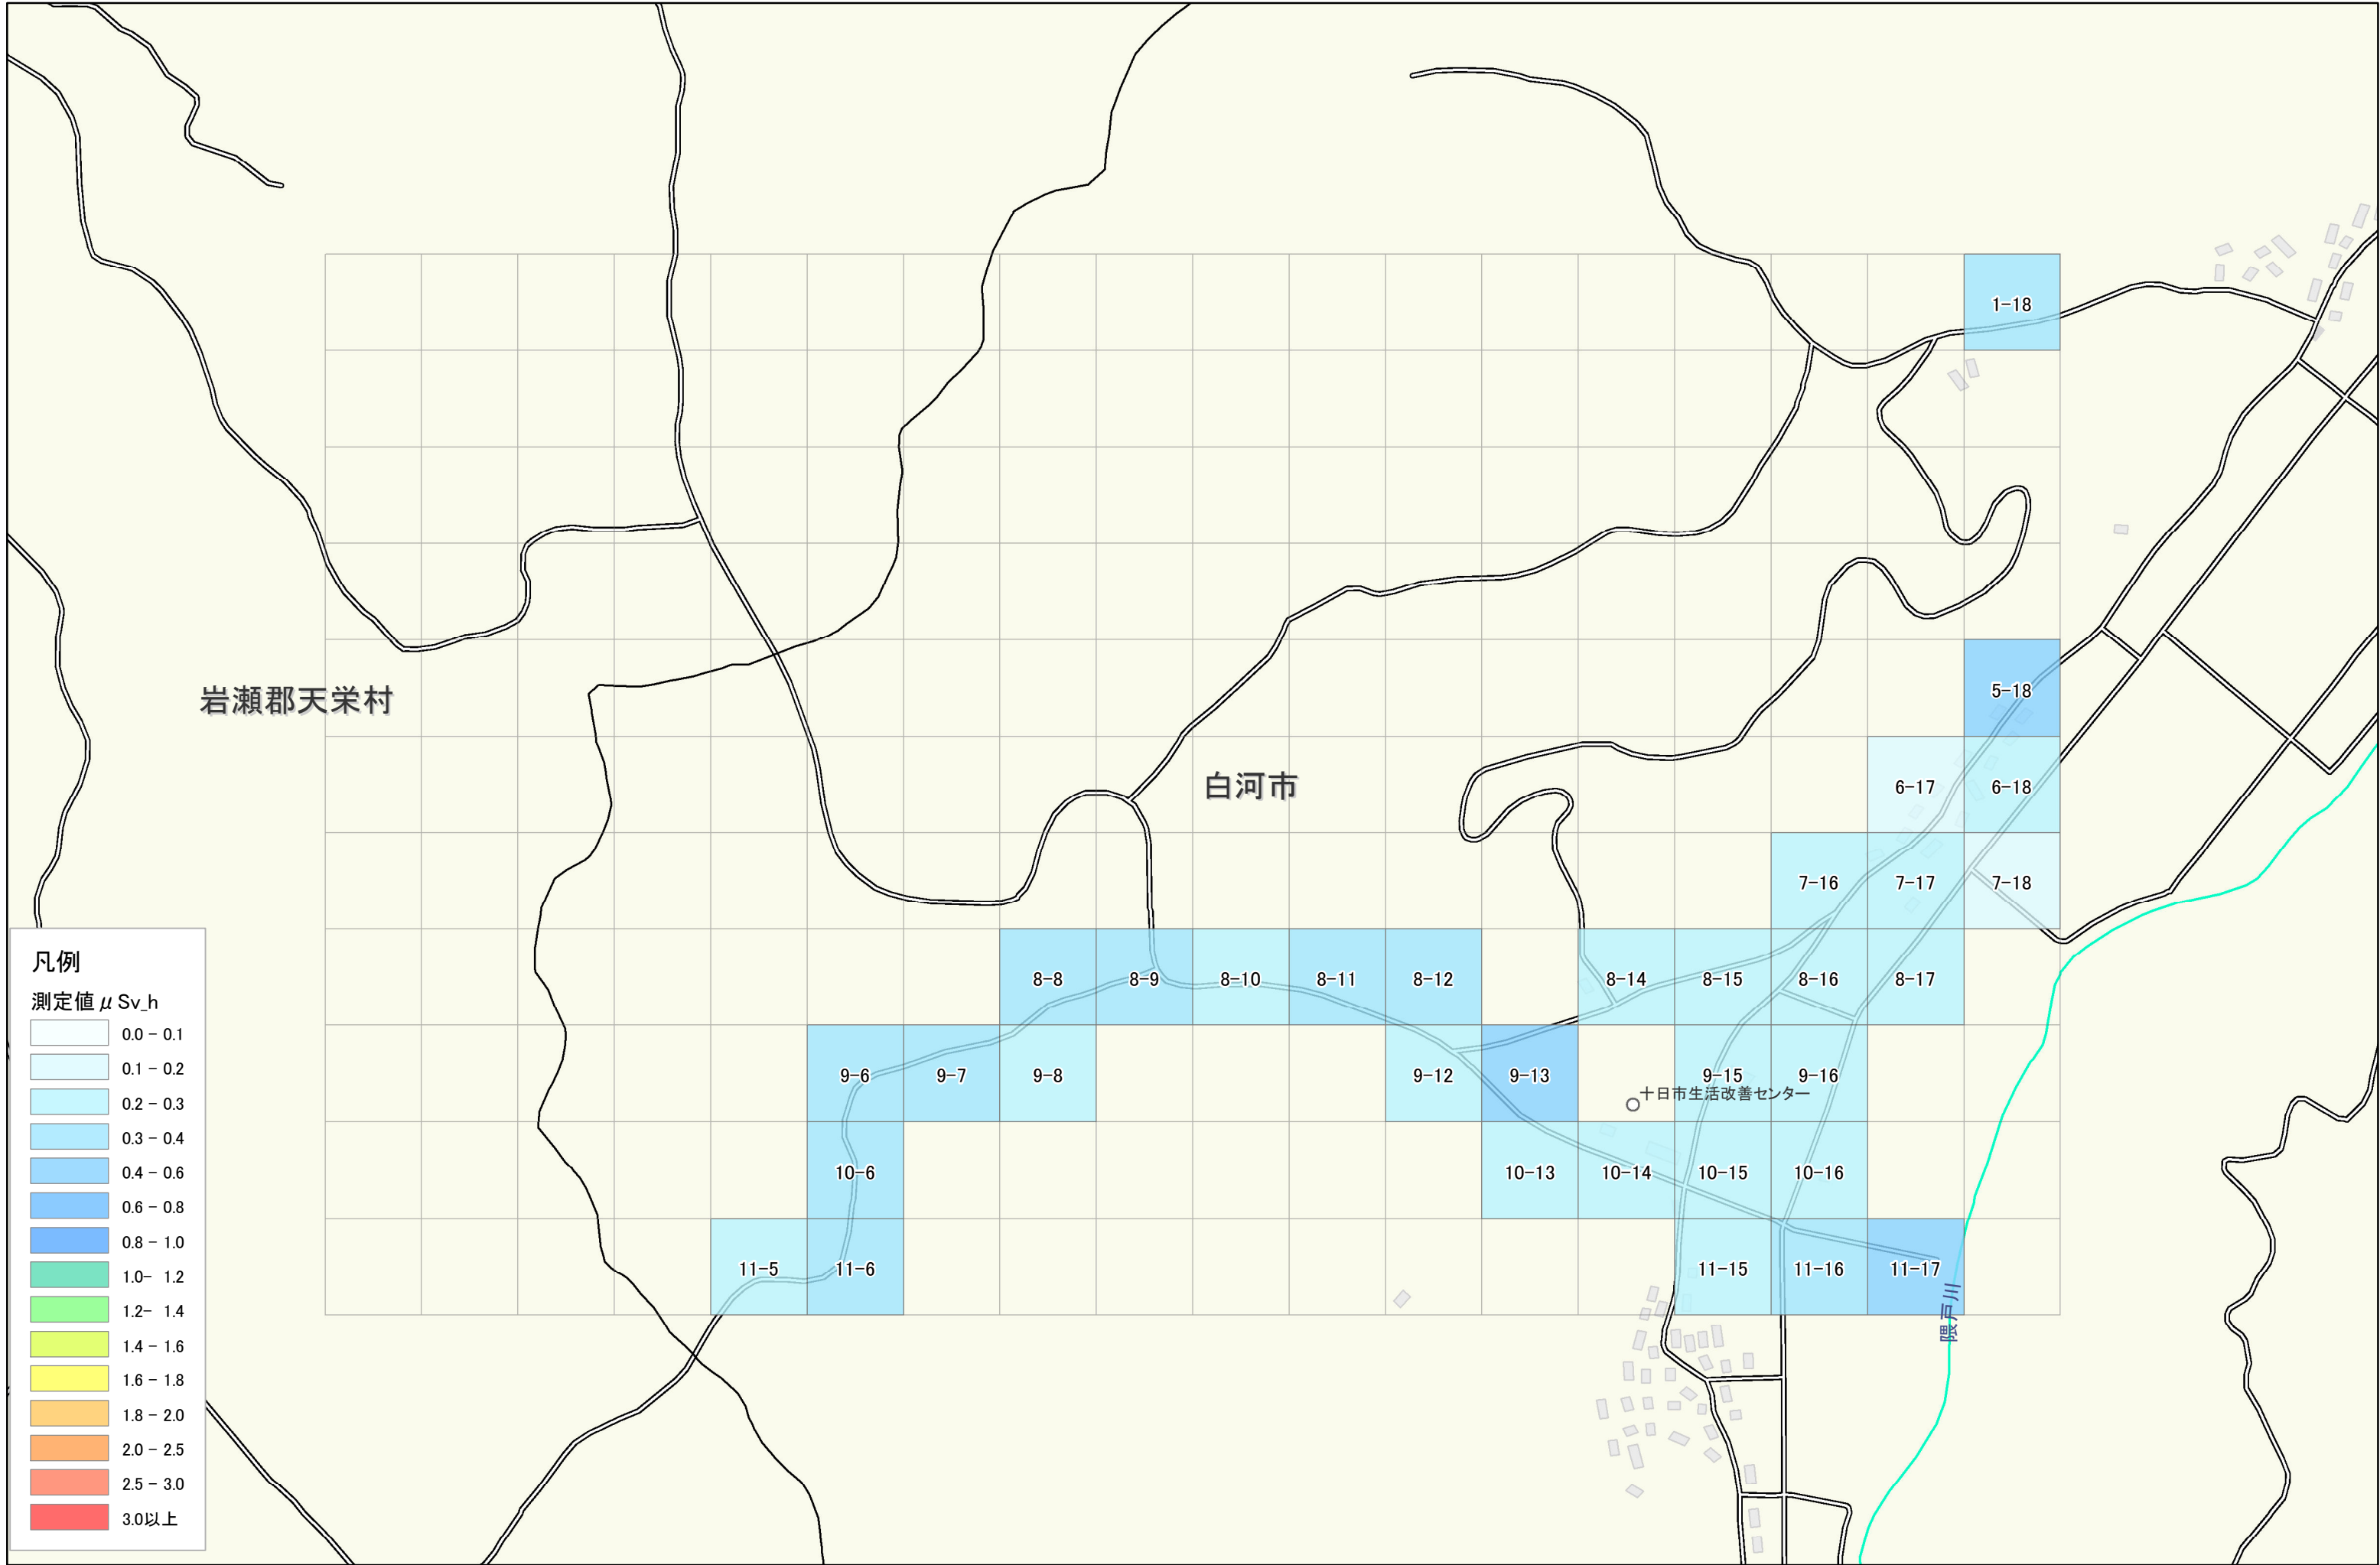 1-18
岩瀬郡天栄村
5-18
白河市
6-17
6-18
7-16
7-17
7-18
8-8
8-9
8-10
8-11
8-12
8-14
8-15
8-16
8-17
9-6
9-7
9-8
9-12
9-13
9-15
9-16
十日市生活改善センター
10-6
10-13
10-14
10-15
10-16
11-5
11-6
11-15
11-16
11-17
隈戸川
凡例
測定値 μ Sv_h
0.0 - 0.1
0.1 - 0.2
0.2 - 0.3
0.3 - 0.4
0.4 - 0.6
0.6 - 0.8
0.8 - 1.0
1.0- 1.2
1.2- 1.4
1.4 - 1.6
1.6 - 1.8
1.8 - 2.0
2.0 - 2.5
2.5 - 3.0
3.0以上